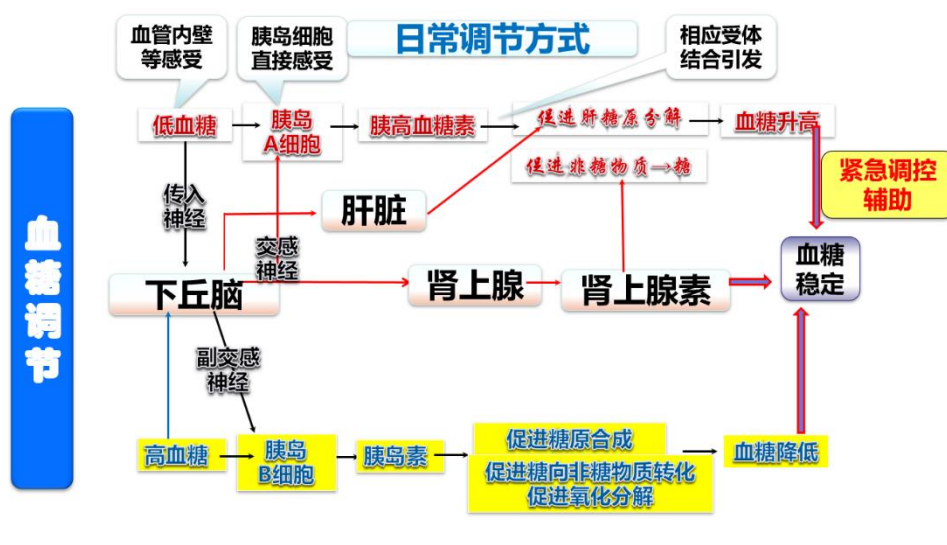 血管内壁
等感受
胰岛细胞
直接感受
日常调节方式
相应受体
结合引发
低血糖
胰岛
A细胞
胰高血糖素
促进肝糖原分解
血糖升高
促进非糖物质→糖
紧急调控
辅助
传入
神经
肝脏
血糖调节
交感
神经
血糖
稳定
下丘脑
肾上腺
肾上腺素
副交感
神经
高血糖
胰岛
B细胞
胰岛素
促进糖原合成
促进糖向非糖物质转化
促进氧化分解
血糖降低